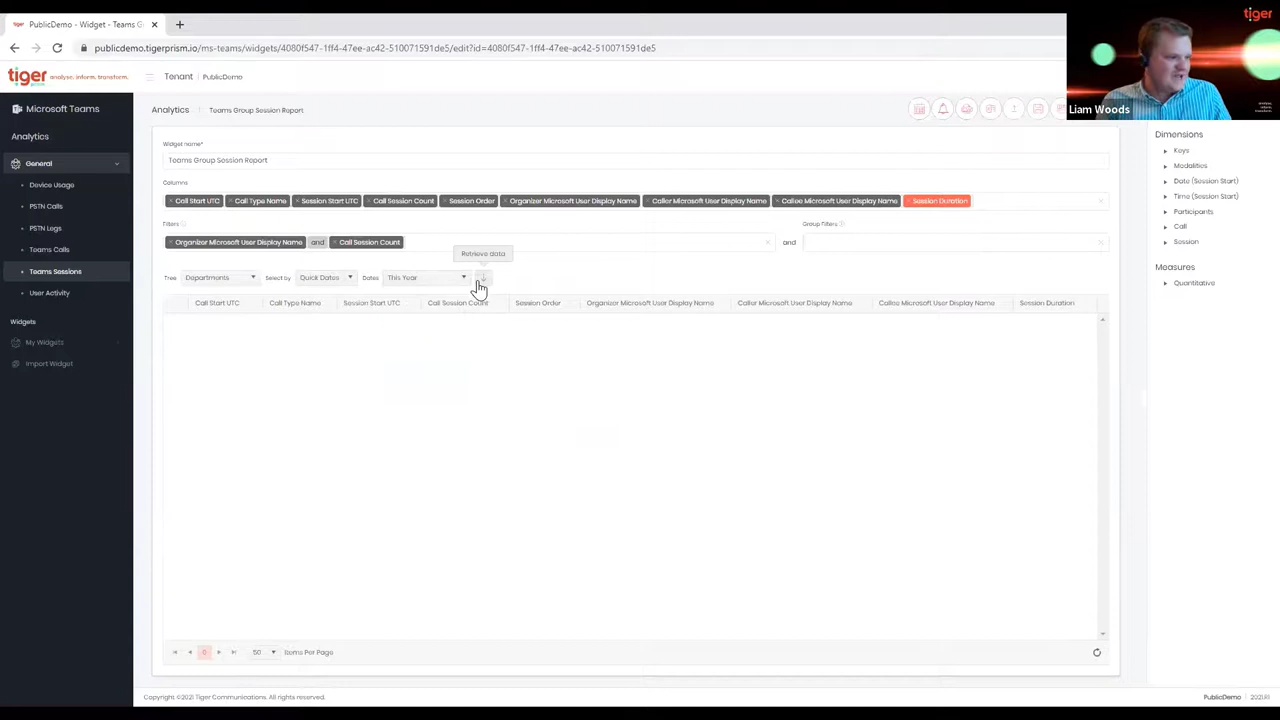 PublicDemo - Widget - Teams G
publicdemo.tigerprism.io/ms-teams/widgets/4080f547-1ff4-47ee-ac42-510071591de5/edit?id=4080f547-1ff4-47ee-ac42-510071591de5
tiger
Liam Woods
tiger prism analyse. inform. transform.
Tenant PublicDemo
Microsoft Teams
Analytics
General
Device Usage
PSTN Calls
PSTN Logs
Teams Calls
Teams Sessions
User Activity
Widgets
My Widgets
Import Widget
Analytics Teams Group Session Report
Widget name*
Teams Group Session Report
Columns
× Call Start UTC × Call Type Name × Session Start UTC × Call Session Count × Session Order × Organizer Microsoft User Display Name × Caller Microsoft User Display Name × Callee Microsoft User Display Name × Session Duration
Filters Group Filters
× Organizer Microsoft User Display Name and × Call Session Count and
Retrieve data
Tree Departments Select by Quick Dates Dates This Year
Call Start UTC Call Type Name Session Start UTC Call Session Count Session Order Organizer Microsoft User Display Name Caller Microsoft User Display Name Callee Microsoft User Display Name Session Duration
0 50 Items Per Page
Dimensions
Keys
Modalities
Date (Session Start)
Time (Session Start)
Participants
Call
Session
Measures
Quantitative
Copyright ©2021 Tiger Communications. All rights reserved.
PublicDemo